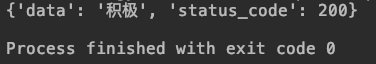 {'data': '积极', 'status_code': 200}
Process finished with exit code 0